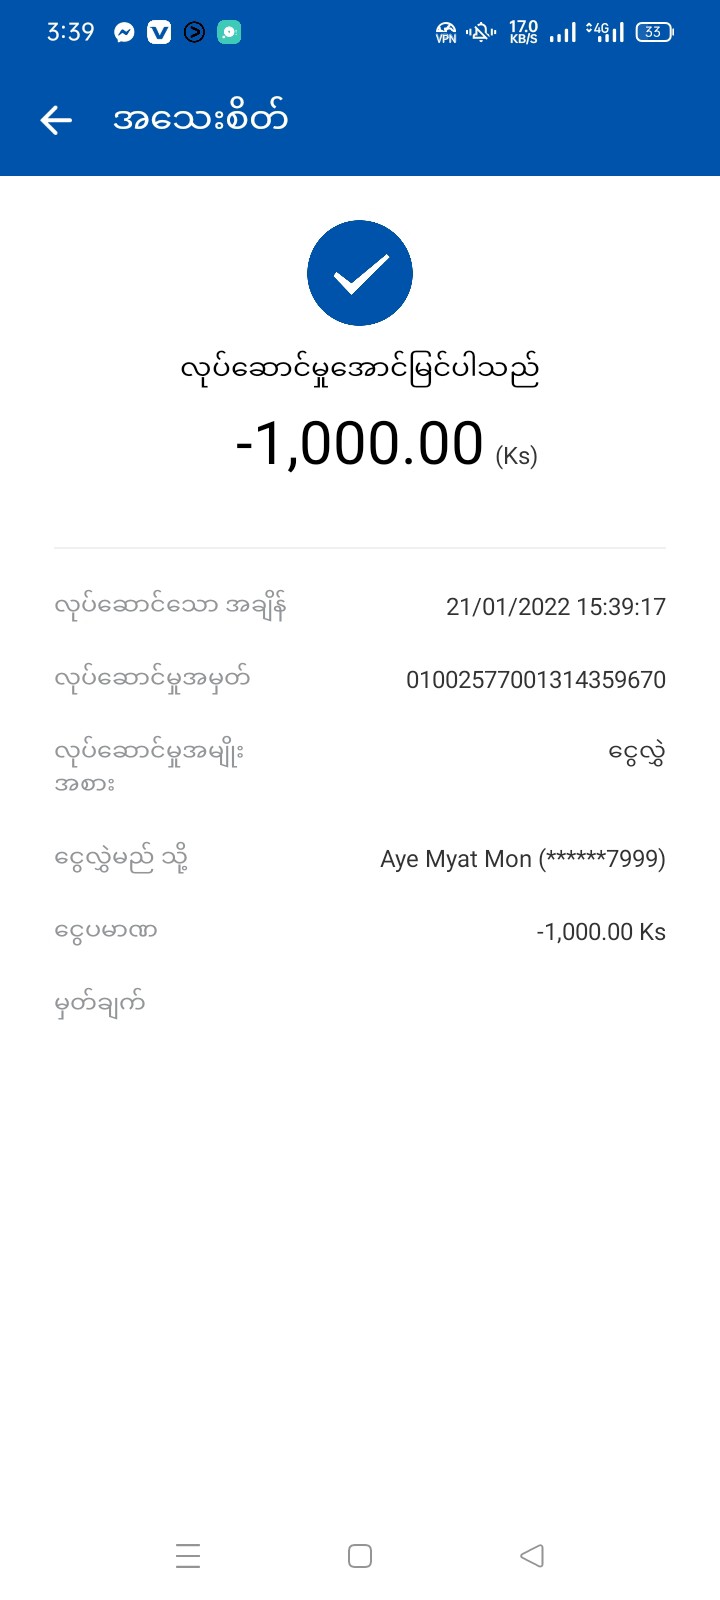 3:39 VPN 17.0 KB/S 4G 33
အသေးစိတ်
လုပ်ဆောင်မှုအောင်မြင်ပါသည်
-1,000.00 (Ks)
လုပ်ဆောင်သော အချိန် 21/01/2022 15:39:17
လုပ်ဆောင်မှုအမှတ် 01002577001314359670
လုပ်ဆောင်မှုအမျိုး ငွေလွှဲ
အစား
ငွေလွှဲမည် သို့ Aye Myat Mon (******7999)
ငွေပမာဏ -1,000.00 Ks
မှတ်ချက်